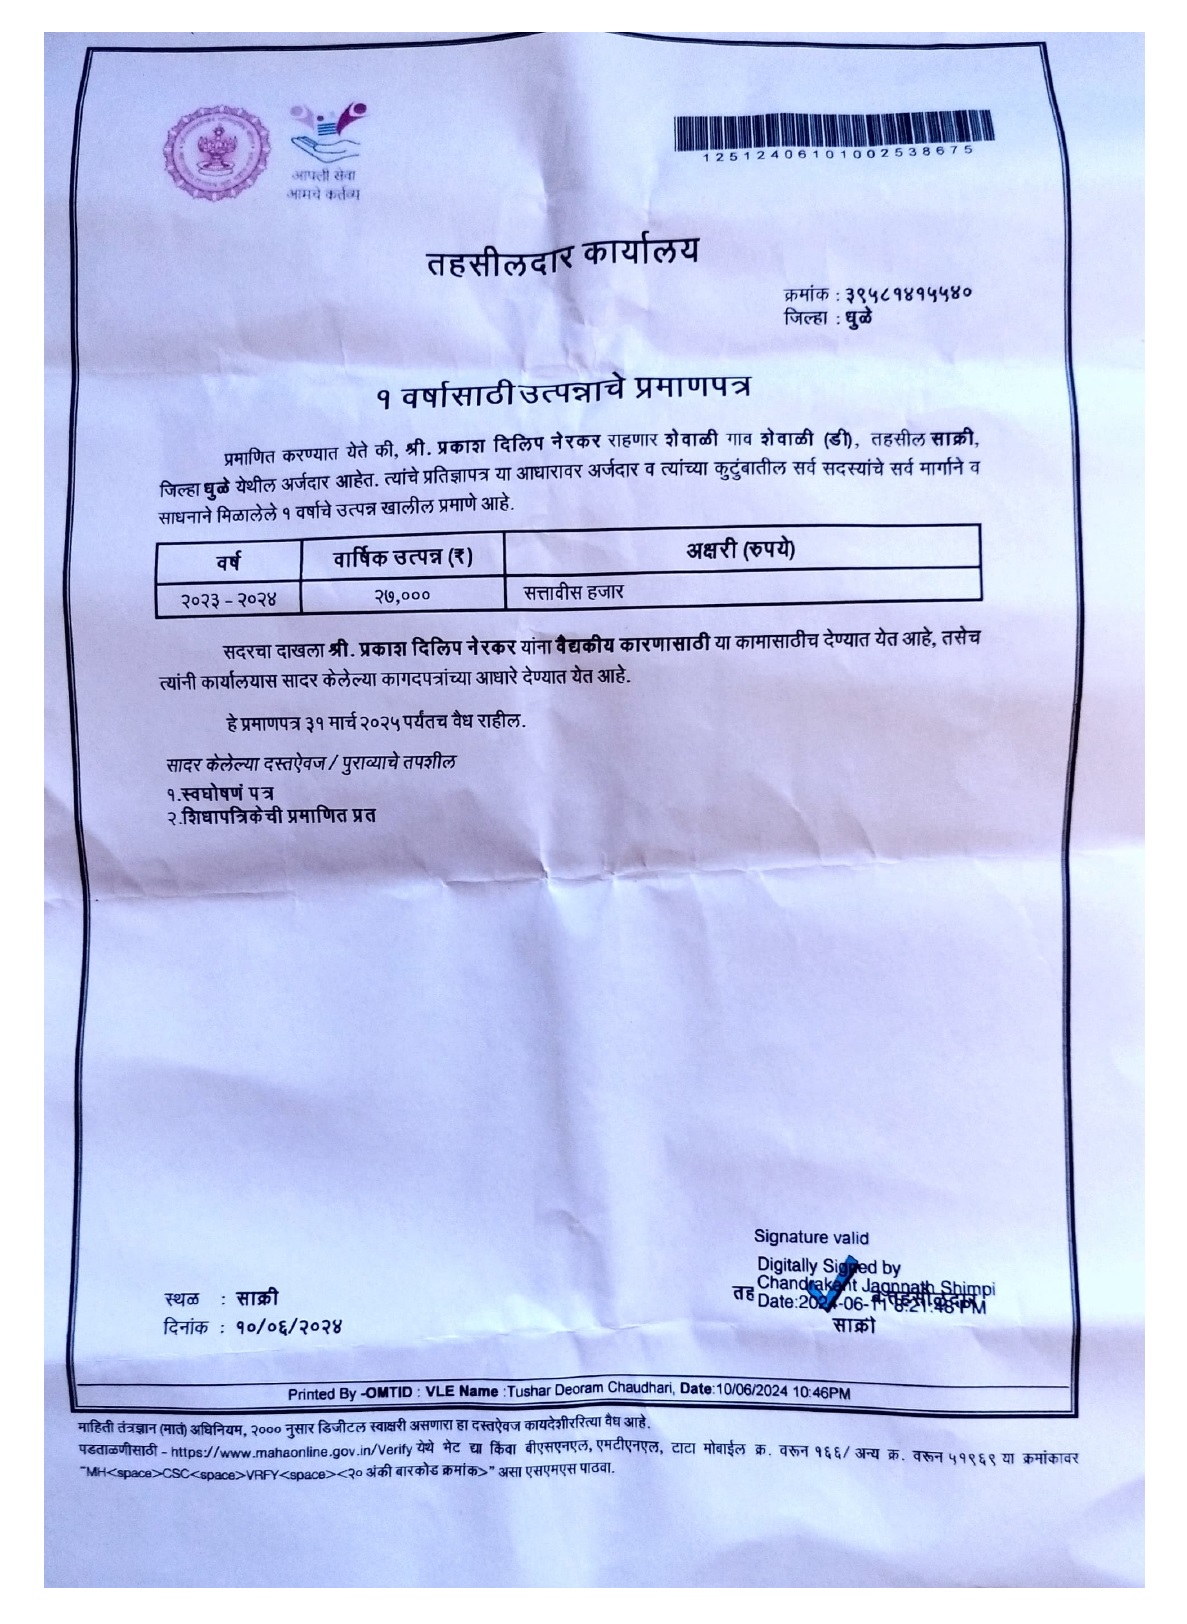 आपली सेवा
आमचे कर्तव्य
12512406101002538675
तहसीलदार कार्यालय
क्रमांक : ३९५८१४१५५४०
जिल्हा : धुळे
१ वर्षासाठी उत्पन्नाचे प्रमाणपत्र
प्रमाणित करण्यात येते की, श्री. प्रकाश दिलिप नेरकर राहणार शेवाळी गाव शेवाळी (डी), तहसील साक्री,
जिल्हा धुळे येथील अर्जदार आहेत. त्यांचे प्रतिज्ञापत्र या आधारावर अर्जदार व त्यांच्या कुटुंबातील सर्व सदस्यांचे सर्व मार्गाने व
साधनाने मिळालेले १ वर्षाचे उत्पन्न खालील प्रमाणे आहे.
वर्ष वार्षिक उत्पन्न (₹) अक्षरी (रुपये)
२०२३ - २०२४ २७,००० सत्तावीस हजार
सदरचा दाखला श्री. प्रकाश दिलिप नेरकर यांना वैद्यकीय कारणासाठी या कामासाठीच देण्यात येत आहे, तसेच
त्यांनी कार्यालयास सादर केलेल्या कागदपत्रांच्या आधारे देण्यात येत आहे.
हे प्रमाणपत्र ३१ मार्च २०२५ पर्यंतच वैध राहील.
सादर केलेल्या दस्तऐवज / पुराव्याचे तपशील
१.स्वघोषणं पत्र
२.शिधापत्रिकेची प्रमाणित प्रत
Signature valid
Digitally Signed by
Chandrakant Jagnnath Shimpi
Date:2024-06-11 8:21:48 PM
साक्री
स्थळ : साक्री
दिनांक : १०/०६/२०२४
Printed By -OMTID : VLE Name :Tushar Deoram Chaudhari, Date:10/06/2024 10:46PM
माहिती तंत्रज्ञान (मातं) अधिनियम, २००० नुसार डिजीटल स्वाक्षरी असणारा हा दस्तऐवज कायदेशीररित्या वैध आहे.
पडताळणीसाठी - https://www.mahaonline.gov.in/Verify येथे भेट द्या किंवा बीएसएनएल, एमटीएनएल, टाटा मोबाईल क्र. वरून १६६/ अन्य क्र. वरून ५१९६९ या क्रमांकावर
"MH<space>CSC<space>VRFY<space><२० अंकी बारकोड क्रमांक>" असा एसएमएस पाठवा.